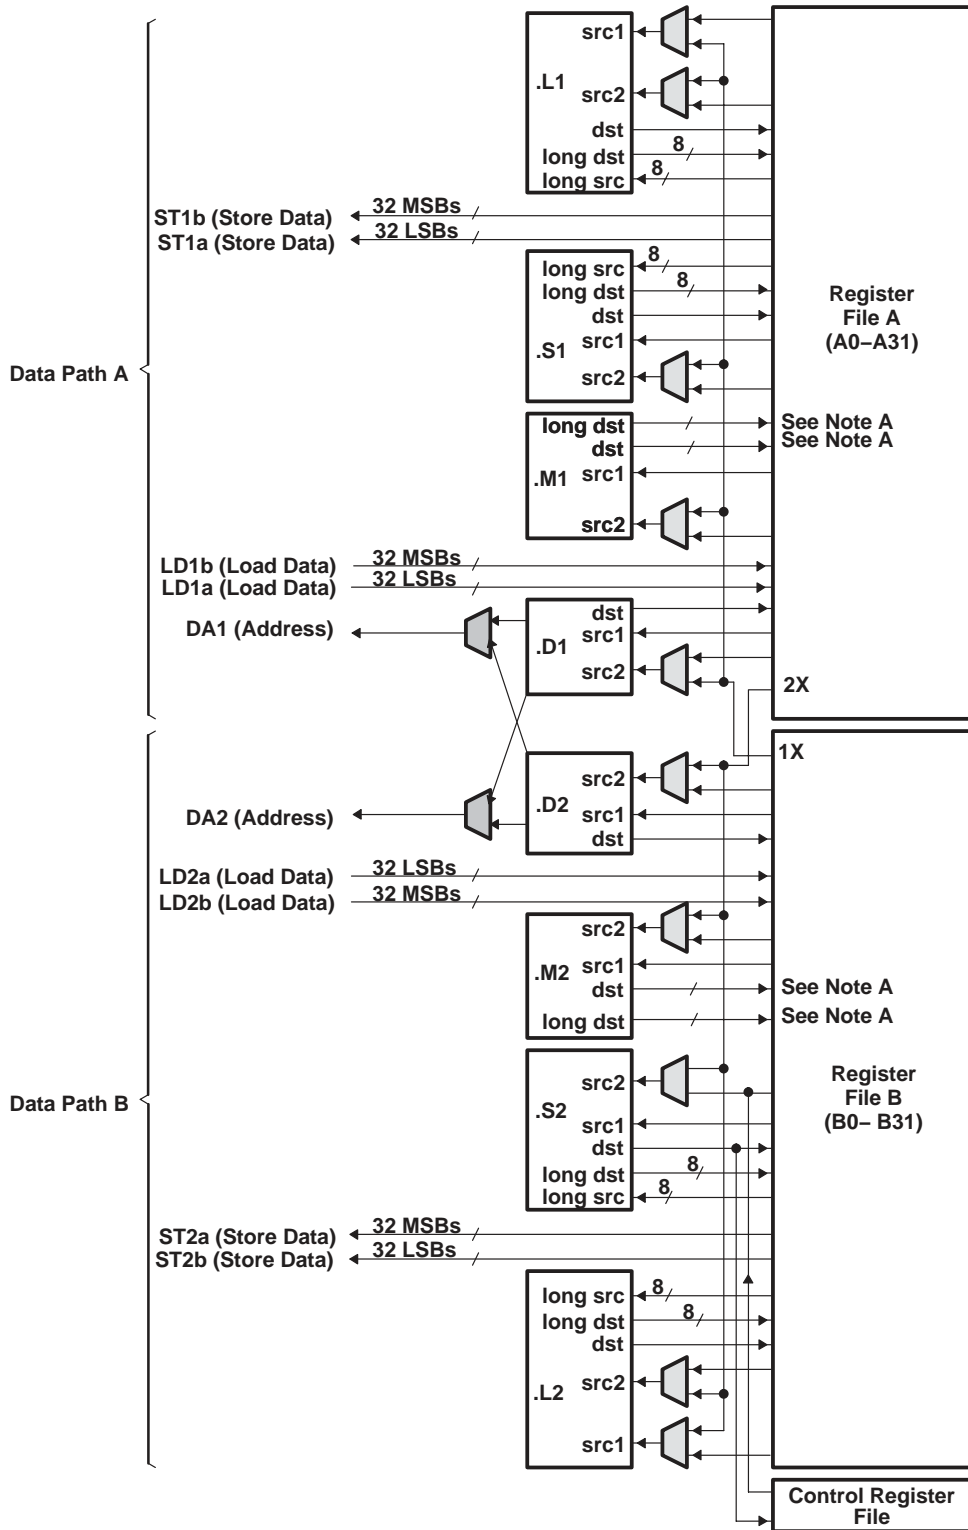 src1
.L1
src2
dst
long dst
8
long src
8
ST1b (Store Data)
32 MSBs
ST1a (Store Data)
32 LSBs
long src
8
long dst
8
dst
.S1
src1
src2
Register
File A
(A0–A31)
Data Path A
long dst
See Note A
dst
See Note A
.M1
src1
src2
LD1b (Load Data)
32 MSBs
LD1a (Load Data)
32 LSBs
DA1 (Address)
dst
src1
.D1
src2
2X
1X
src2
.D2
src1
dst
DA2 (Address)
LD2a (Load Data)
32 LSBs
LD2b (Load Data)
32 MSBs
src2
.M2
src1
dst
See Note A
long dst
See Note A
src2
.S2
src1
dst
long dst
8
long src
8
Register
File B
(B0– B31)
Data Path B
ST2a (Store Data)
32 MSBs
ST2b (Store Data)
32 LSBs
long src
8
long dst
8
dst
.L2
src2
src1
Control Register
File